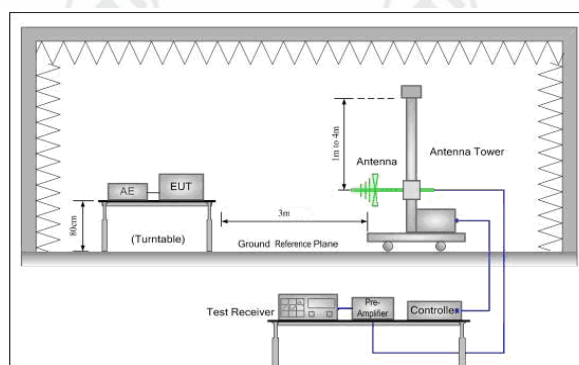 1m to 4m
Antenna
Antenna Tower
AE
EUT
80cm
(Turntable)
3m
Ground Reference Plane
Test Receiver
Pre-
Amplifier
Controller